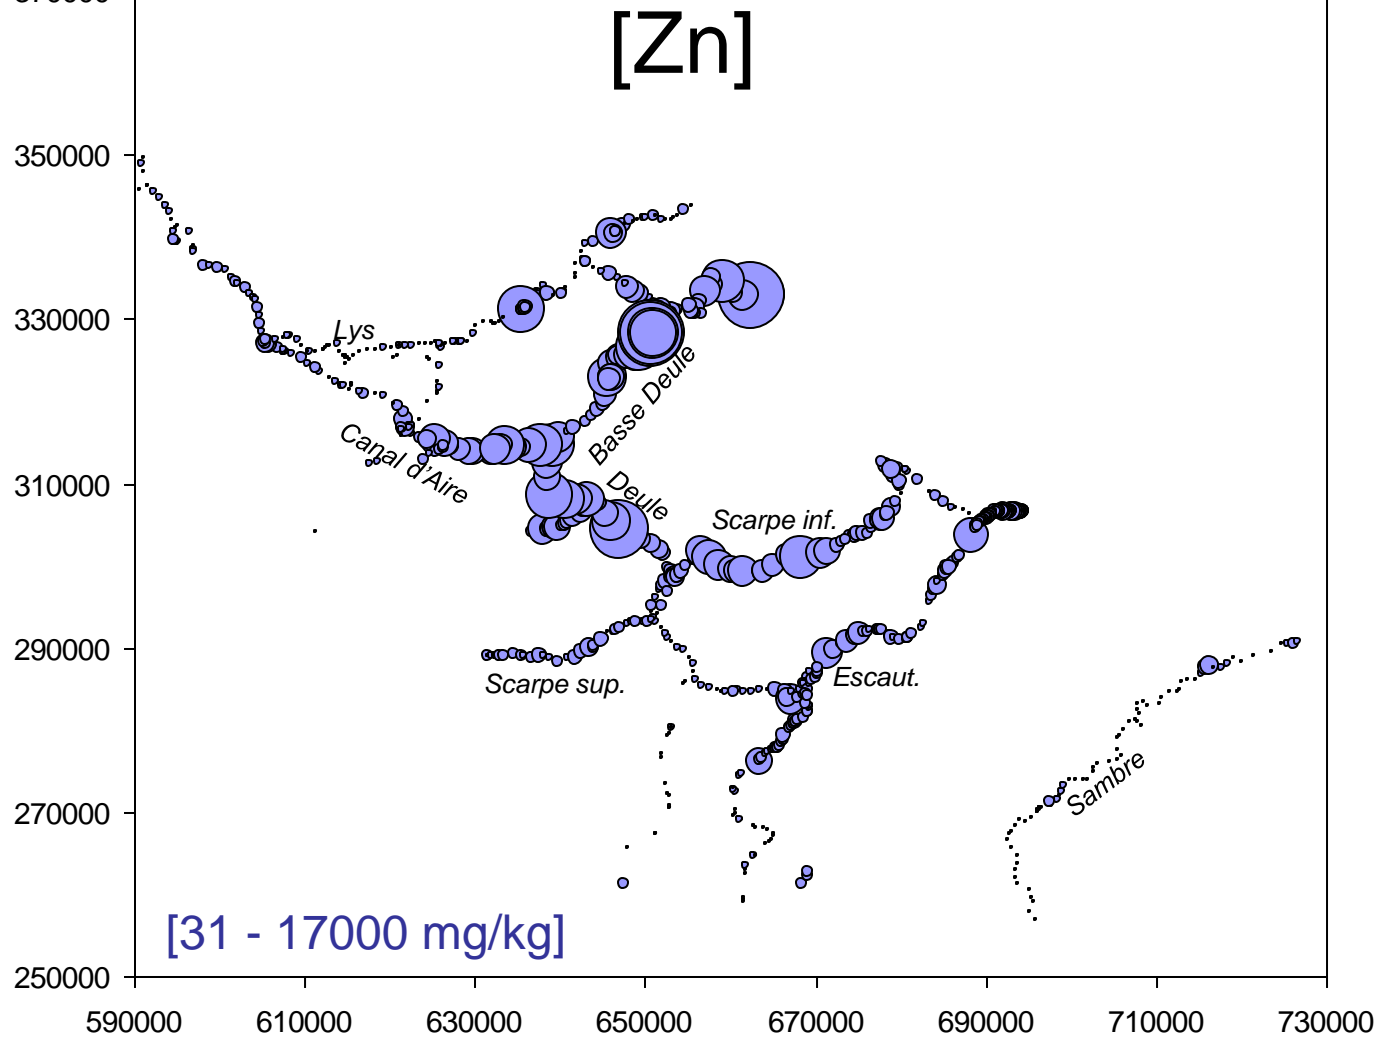 [Zn]
350000
330000
310000
290000
270000
250000
Lys
Canal d'Aire
Basse Deule
Deule
Scarpe inf.
Scarpe sup.
Escaut.
Sambre
[31 - 17000 mg/kg]
590000 610000 630000 650000 670000 690000 710000 730000